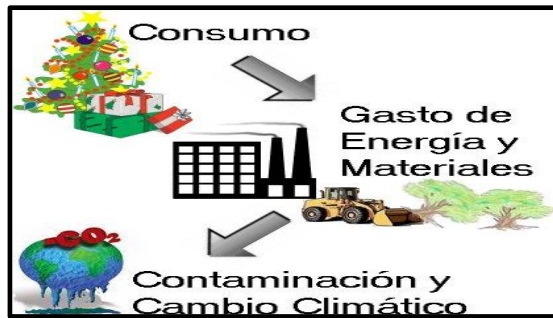 Consumo
Gasto de
Energía y
Materiales
CO2
Contaminación y
Cambio Climático